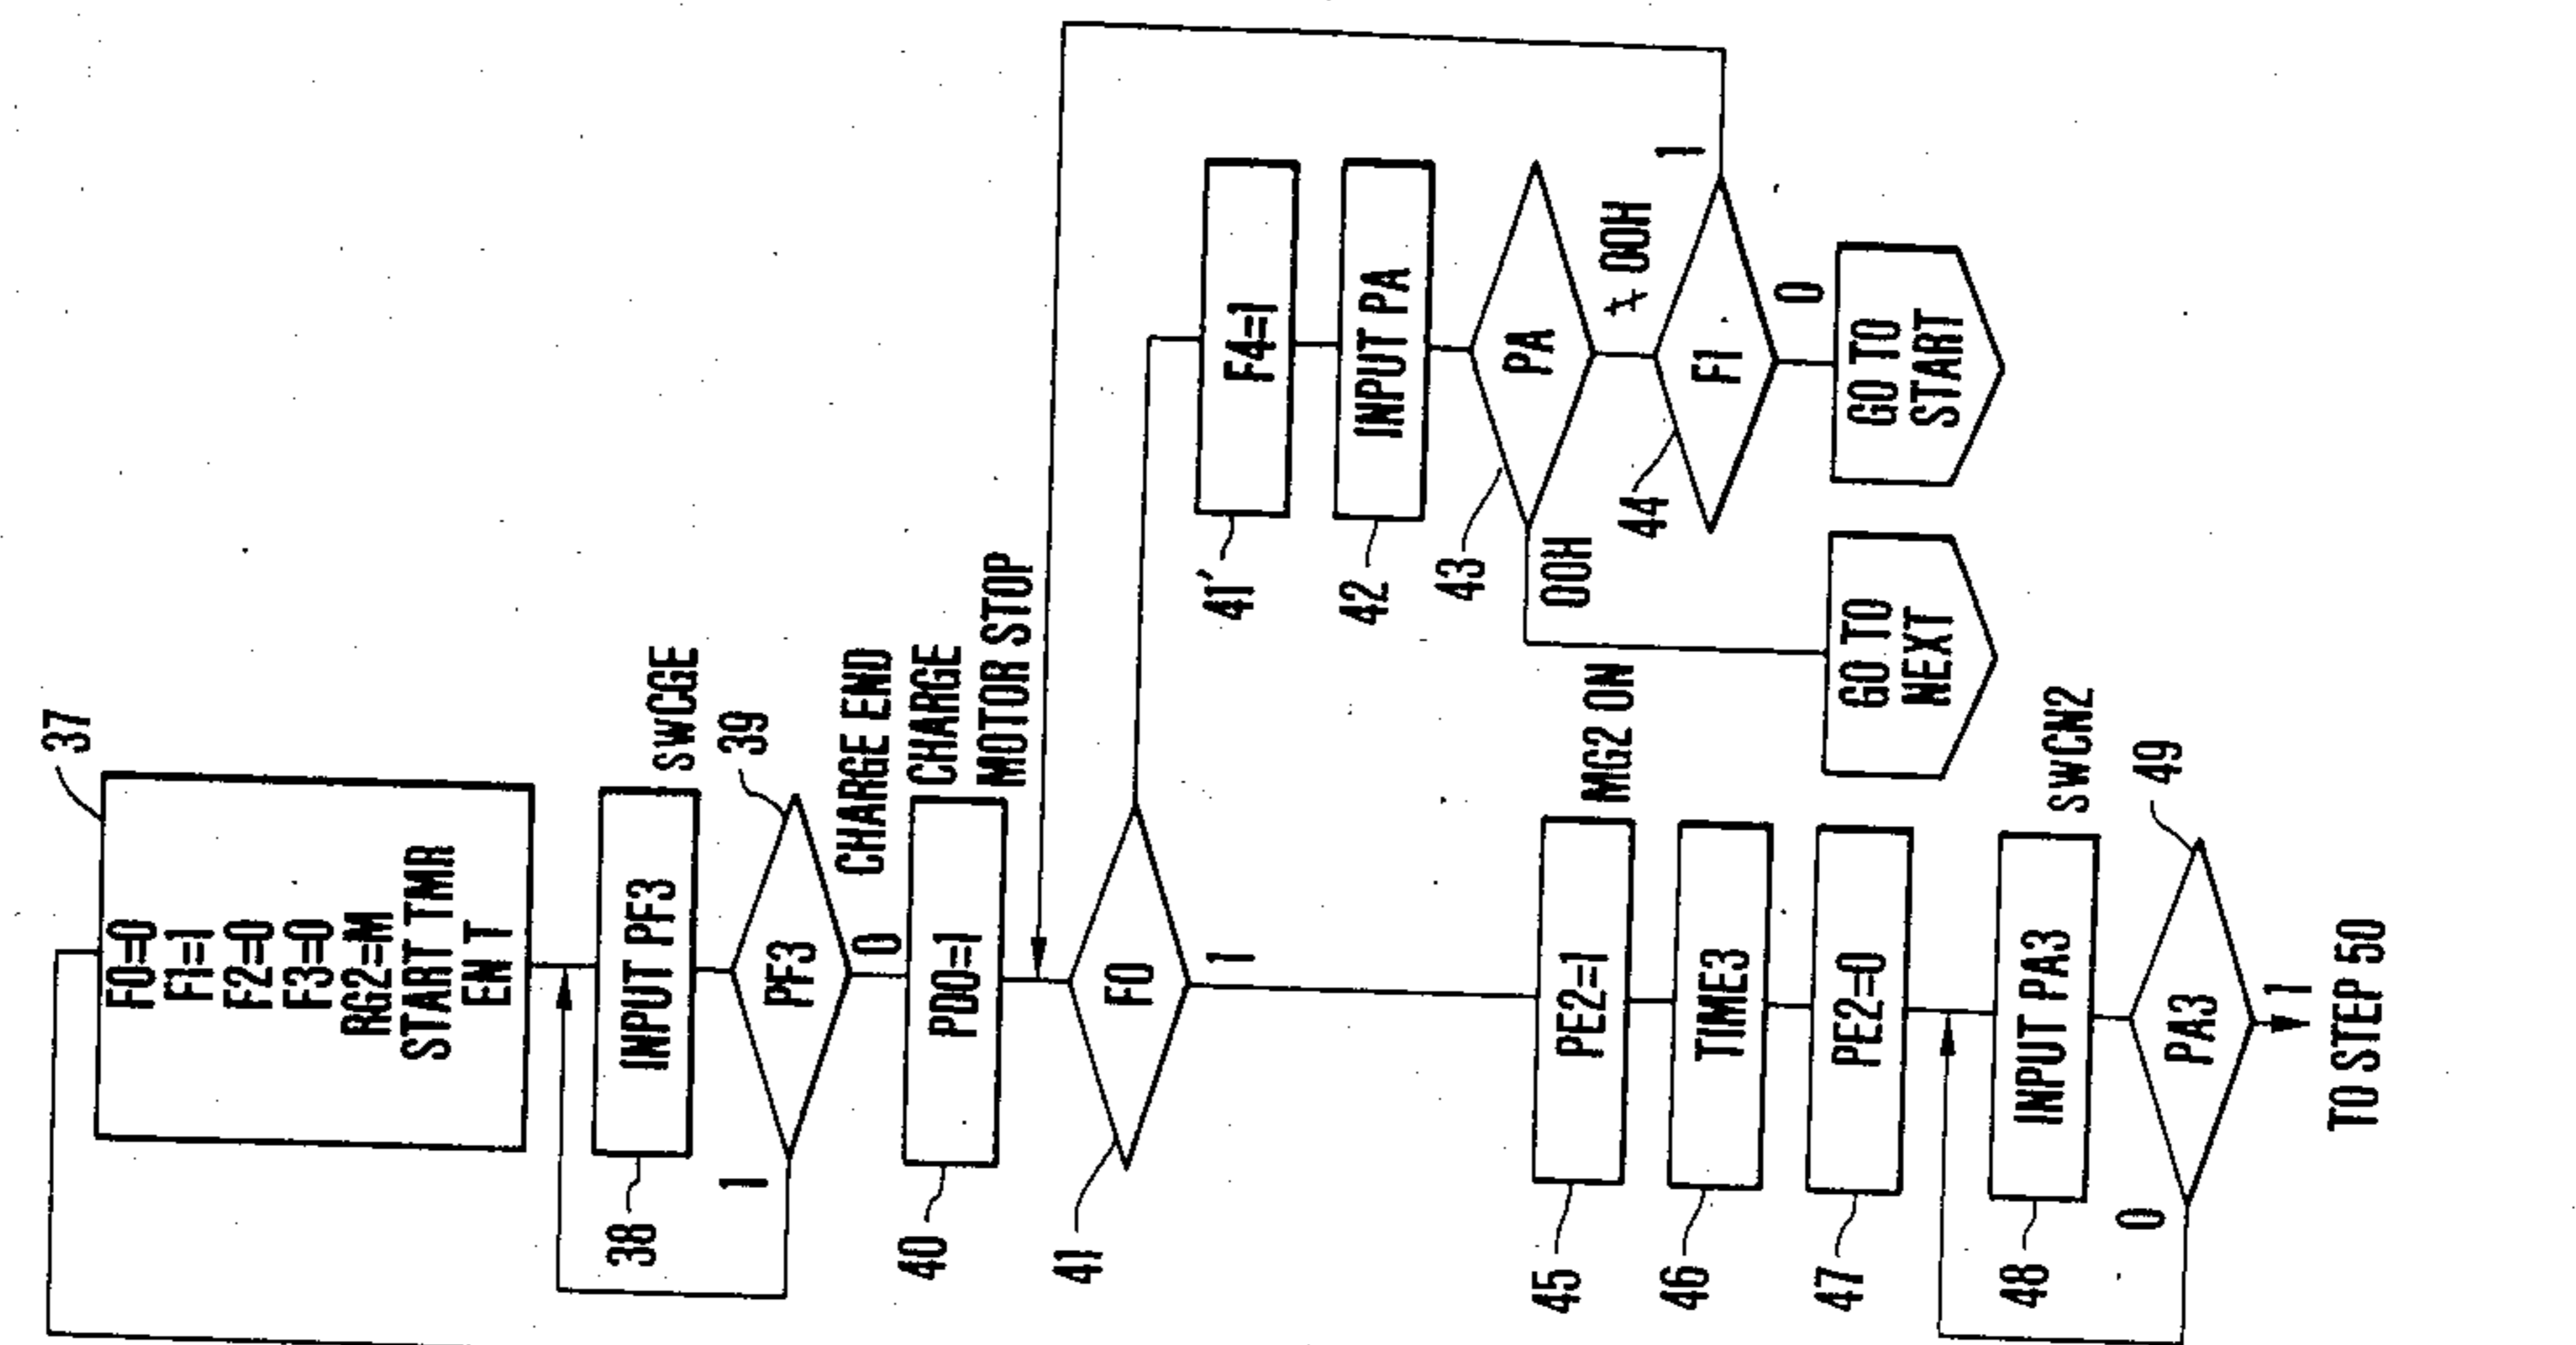 37
F0=0
F1=1
F2=0
F3=0
RG2=M
START TMR
EN T
38
INPUT PF3
SWCGE
39
PF3
1
0
CHARGE END
40
PD0=1
CHARGE
MOTOR STOP
41
F0
1
41'
F4=1
42
INPUT PA
43
PA
00H
≠ 00H
44
F1
1
0
GO TO
START
GO TO
NEXT
45
PE2=1
MG2 ON
46
TIME3
47
PE2=0
48
INPUT PA3
SWCN2
49
PA3
0
1
TO STEP 50